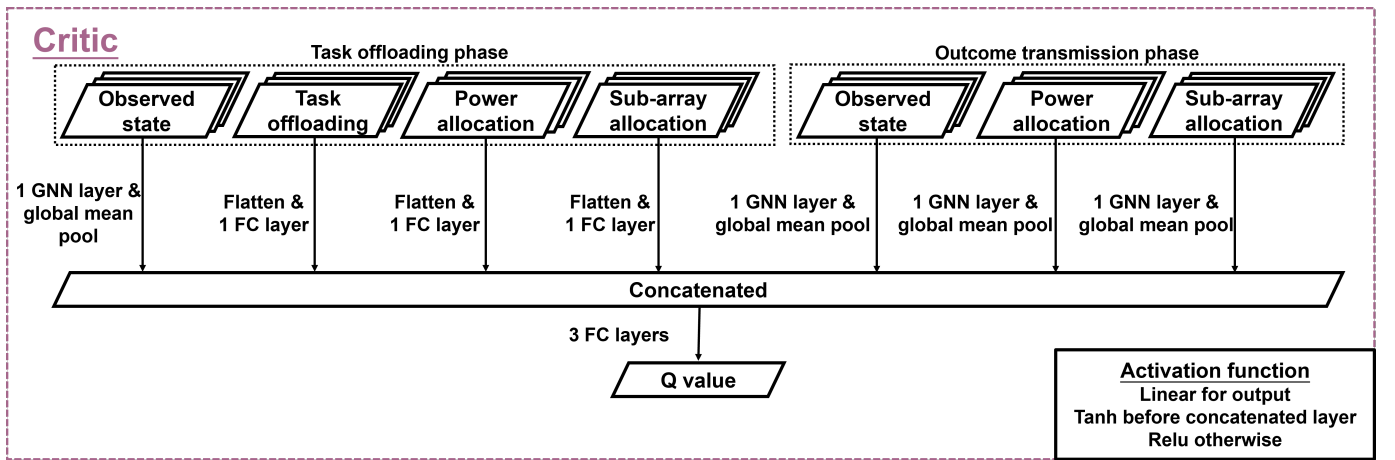 Critic
Task offloading phase
Outcome transmission phase
Observed
state
Task
offloading
Power
allocation
Sub-array
allocation
Observed
state
Power
allocation
Sub-array
allocation
1 GNN layer &
global mean
pool
Flatten &
1 FC layer
Flatten &
1 FC layer
Flatten &
1 FC layer
1 GNN layer &
global mean pool
1 GNN layer &
global mean pool
1 GNN layer &
global mean pool
Concatenated
3 FC layers
Q value
Activation function
Linear for output
Tanh before concatenated layer
Relu otherwise